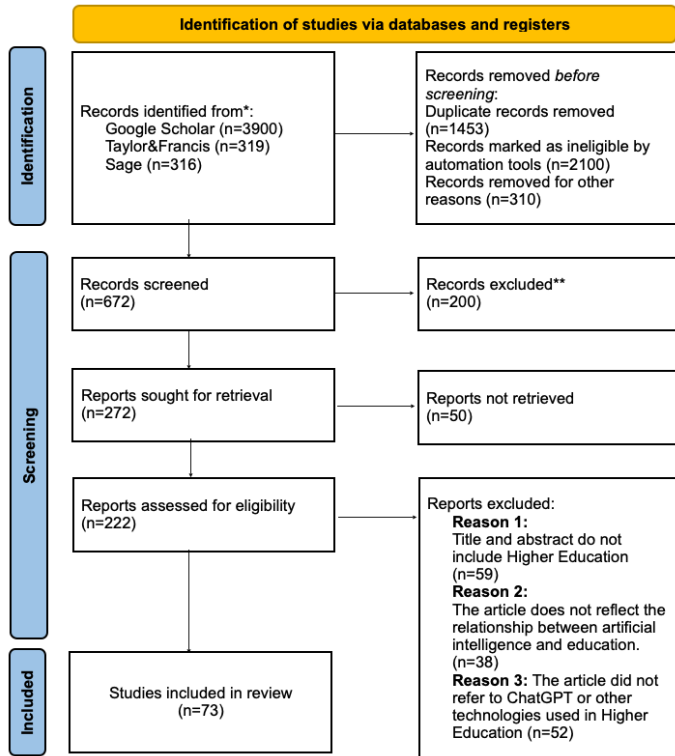 Identification of studies via databases and registers
Identification
Records identified from*:
Google Scholar (n=3900)
Taylor&Francis (n=319)
Sage (n=316)
Records removed before
screening:
Duplicate records removed
(n=1453)
Records marked as ineligible by
automation tools (n=2100)
Records removed for other
reasons (n=310)
Screening
Records screened
(n=672)
Records excluded**
(n=200)
Reports sought for retrieval
(n=272)
Reports not retrieved
(n=50)
Reports assessed for eligibility
(n=222)
Reports excluded:
Reason 1:
Title and abstract do not
include Higher Education
(n=59)
Reason 2:
The article does not reflect the
relationship between artificial
intelligence and education.
(n=38)
Reason 3: The article did not
refer to ChatGPT or other
technologies used in Higher
Education (n=52)
Included
Studies included in review
(n=73)